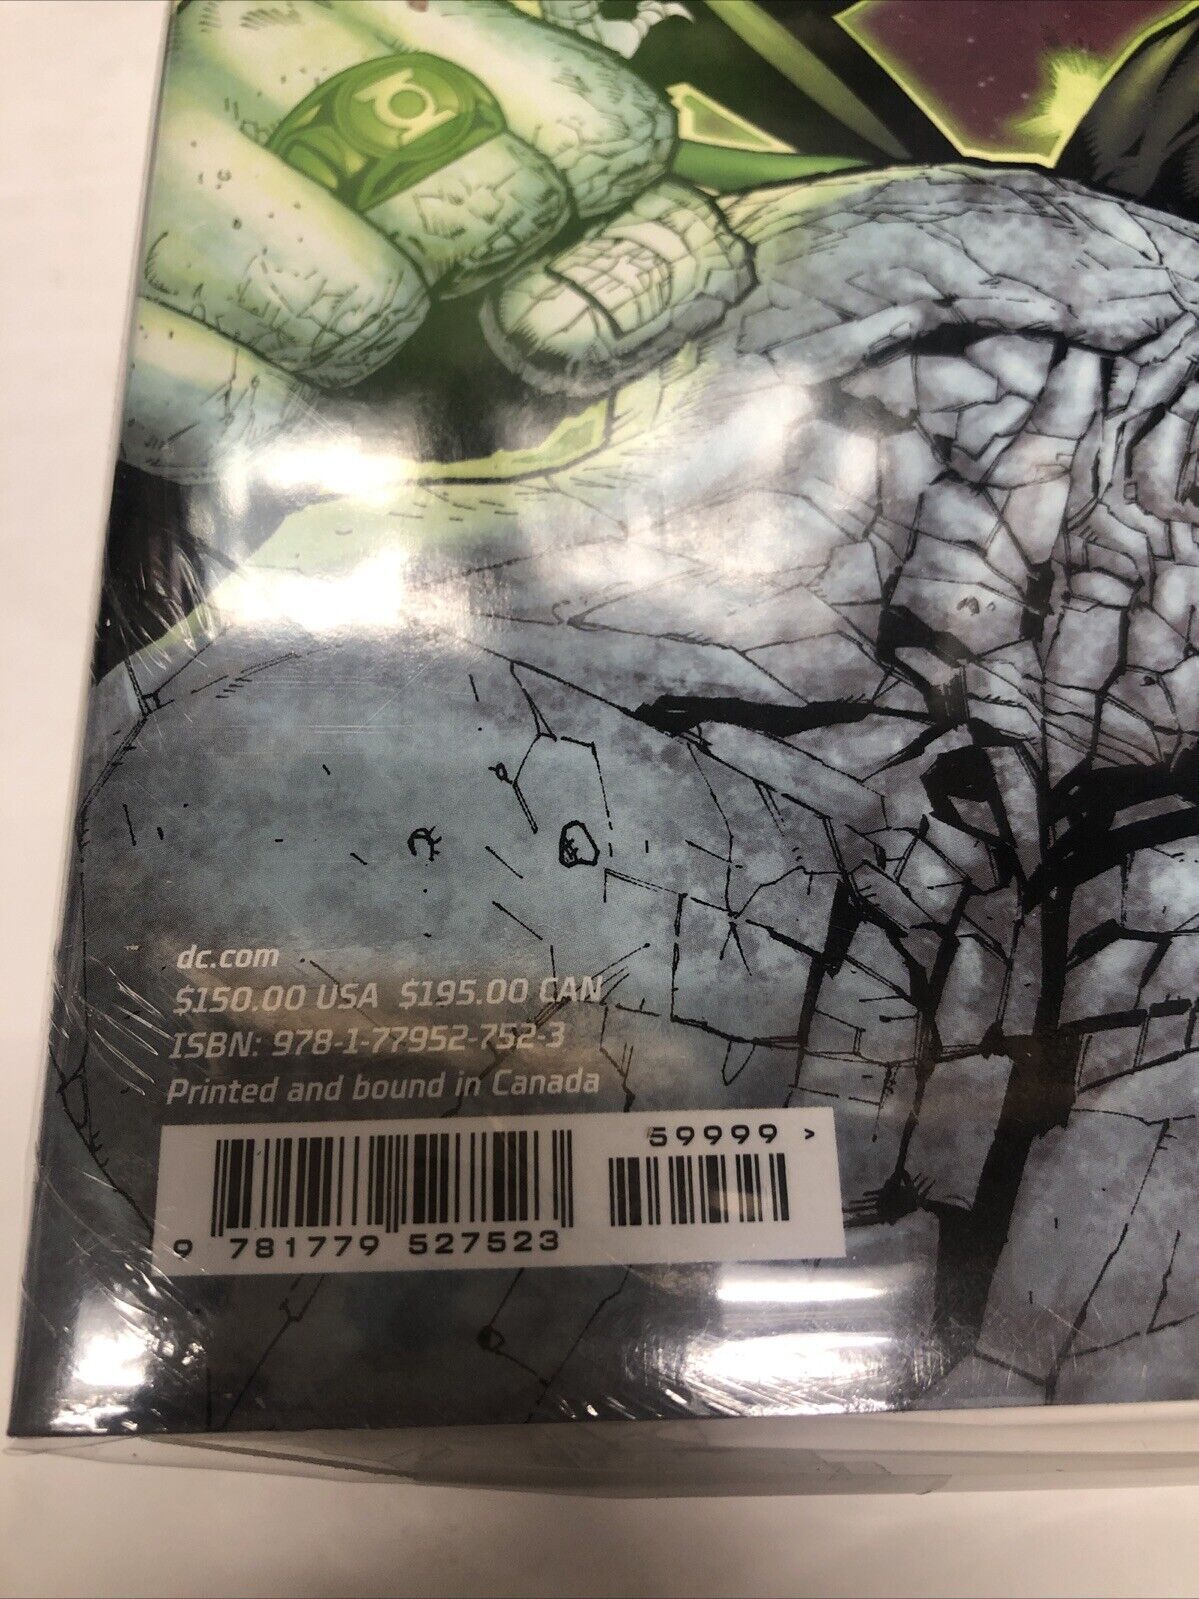 dc.com
$150.00 USA $195.00 CAN
ISBN: 978-1-77952-752-3
Printed and bound in Canada
59999 >
9 781779 527523